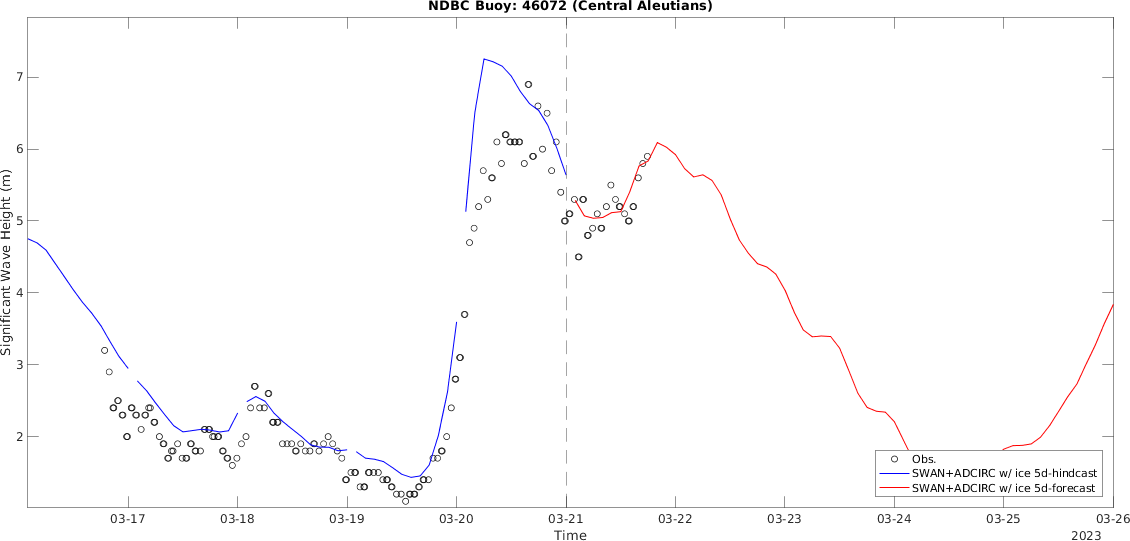 NDBC Buoy: 46072 (Central Aleutians)
7
6
5
4
3
2
Significant Wave Height (m)
Obs.
SWAN+ADCIRC w/ ice 5d-hindcast
SWAN+ADCIRC w/ ice 5d-forecast
03-17 03-18 03-19 03-20 03-21 03-22 03-23 03-24 03-25 03-26
Time
2023